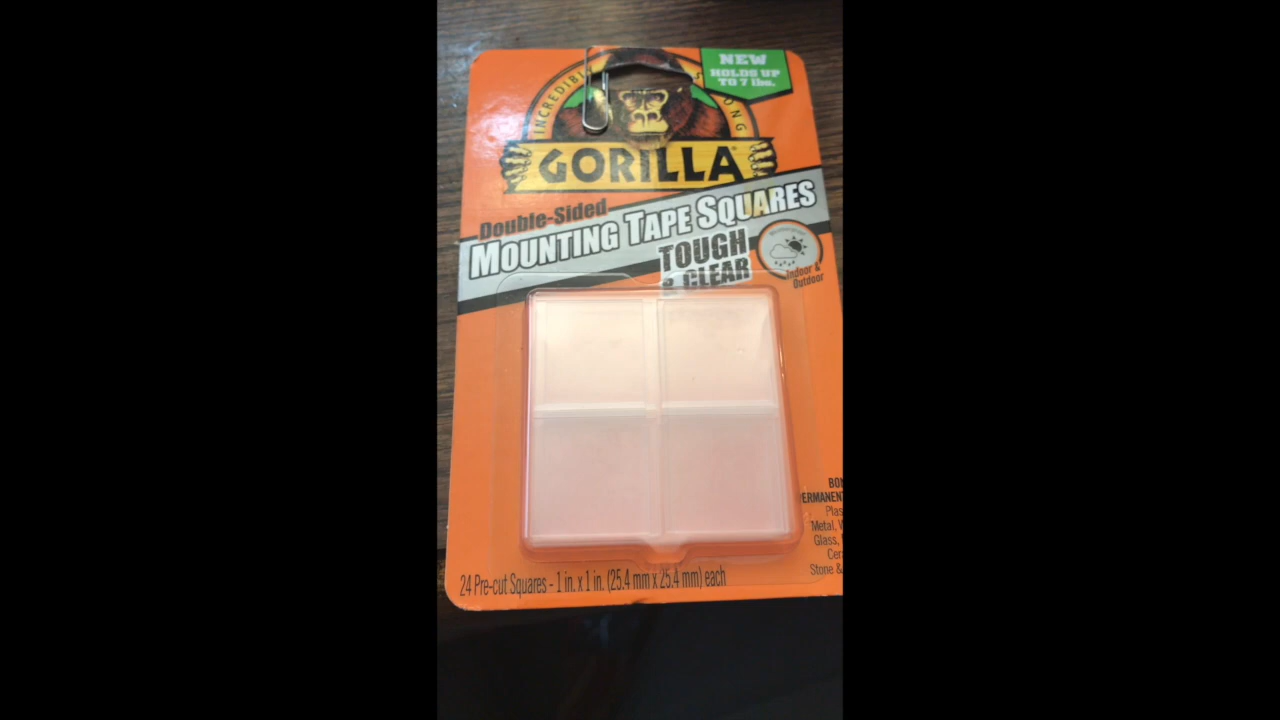 NEW
HOLDS UP
TO 7 lbs.
GORILLA
Double-Sided
MOUNTING TAPE SQUARES
TOUGH
& CLEAR
Weatherproof
Indoor &
Outdoor
Metal,
Glass,
Stone &
24 Pre-cut Squares - 1 in. x 1 in. (25.4 mm x 25.4 mm) each